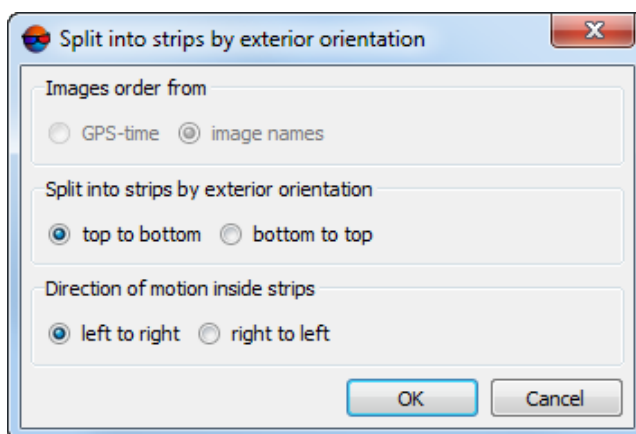 Split into strips by exterior orientation
Images order from
GPS-time image names
Split into strips by exterior orientation
top to bottom bottom to top
Direction of motion inside strips
left to right right to left
OK Cancel